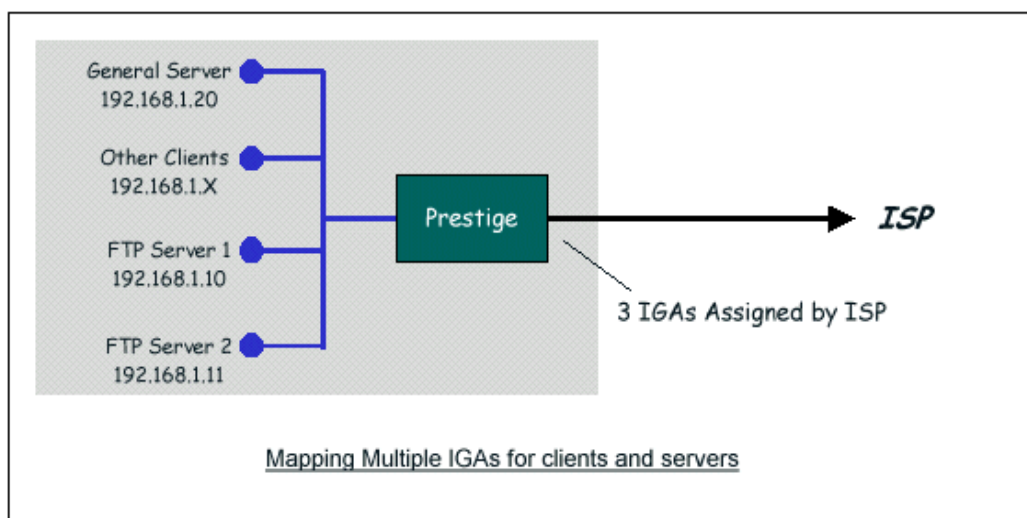 General Server
192.168.1.20
Other Clients
192.168.1.X
FTP Server 1
192.168.1.10
FTP Server 2
192.168.1.11
Prestige
ISP
3 IGAs Assigned by ISP
Mapping Multiple IGAs for clients and servers